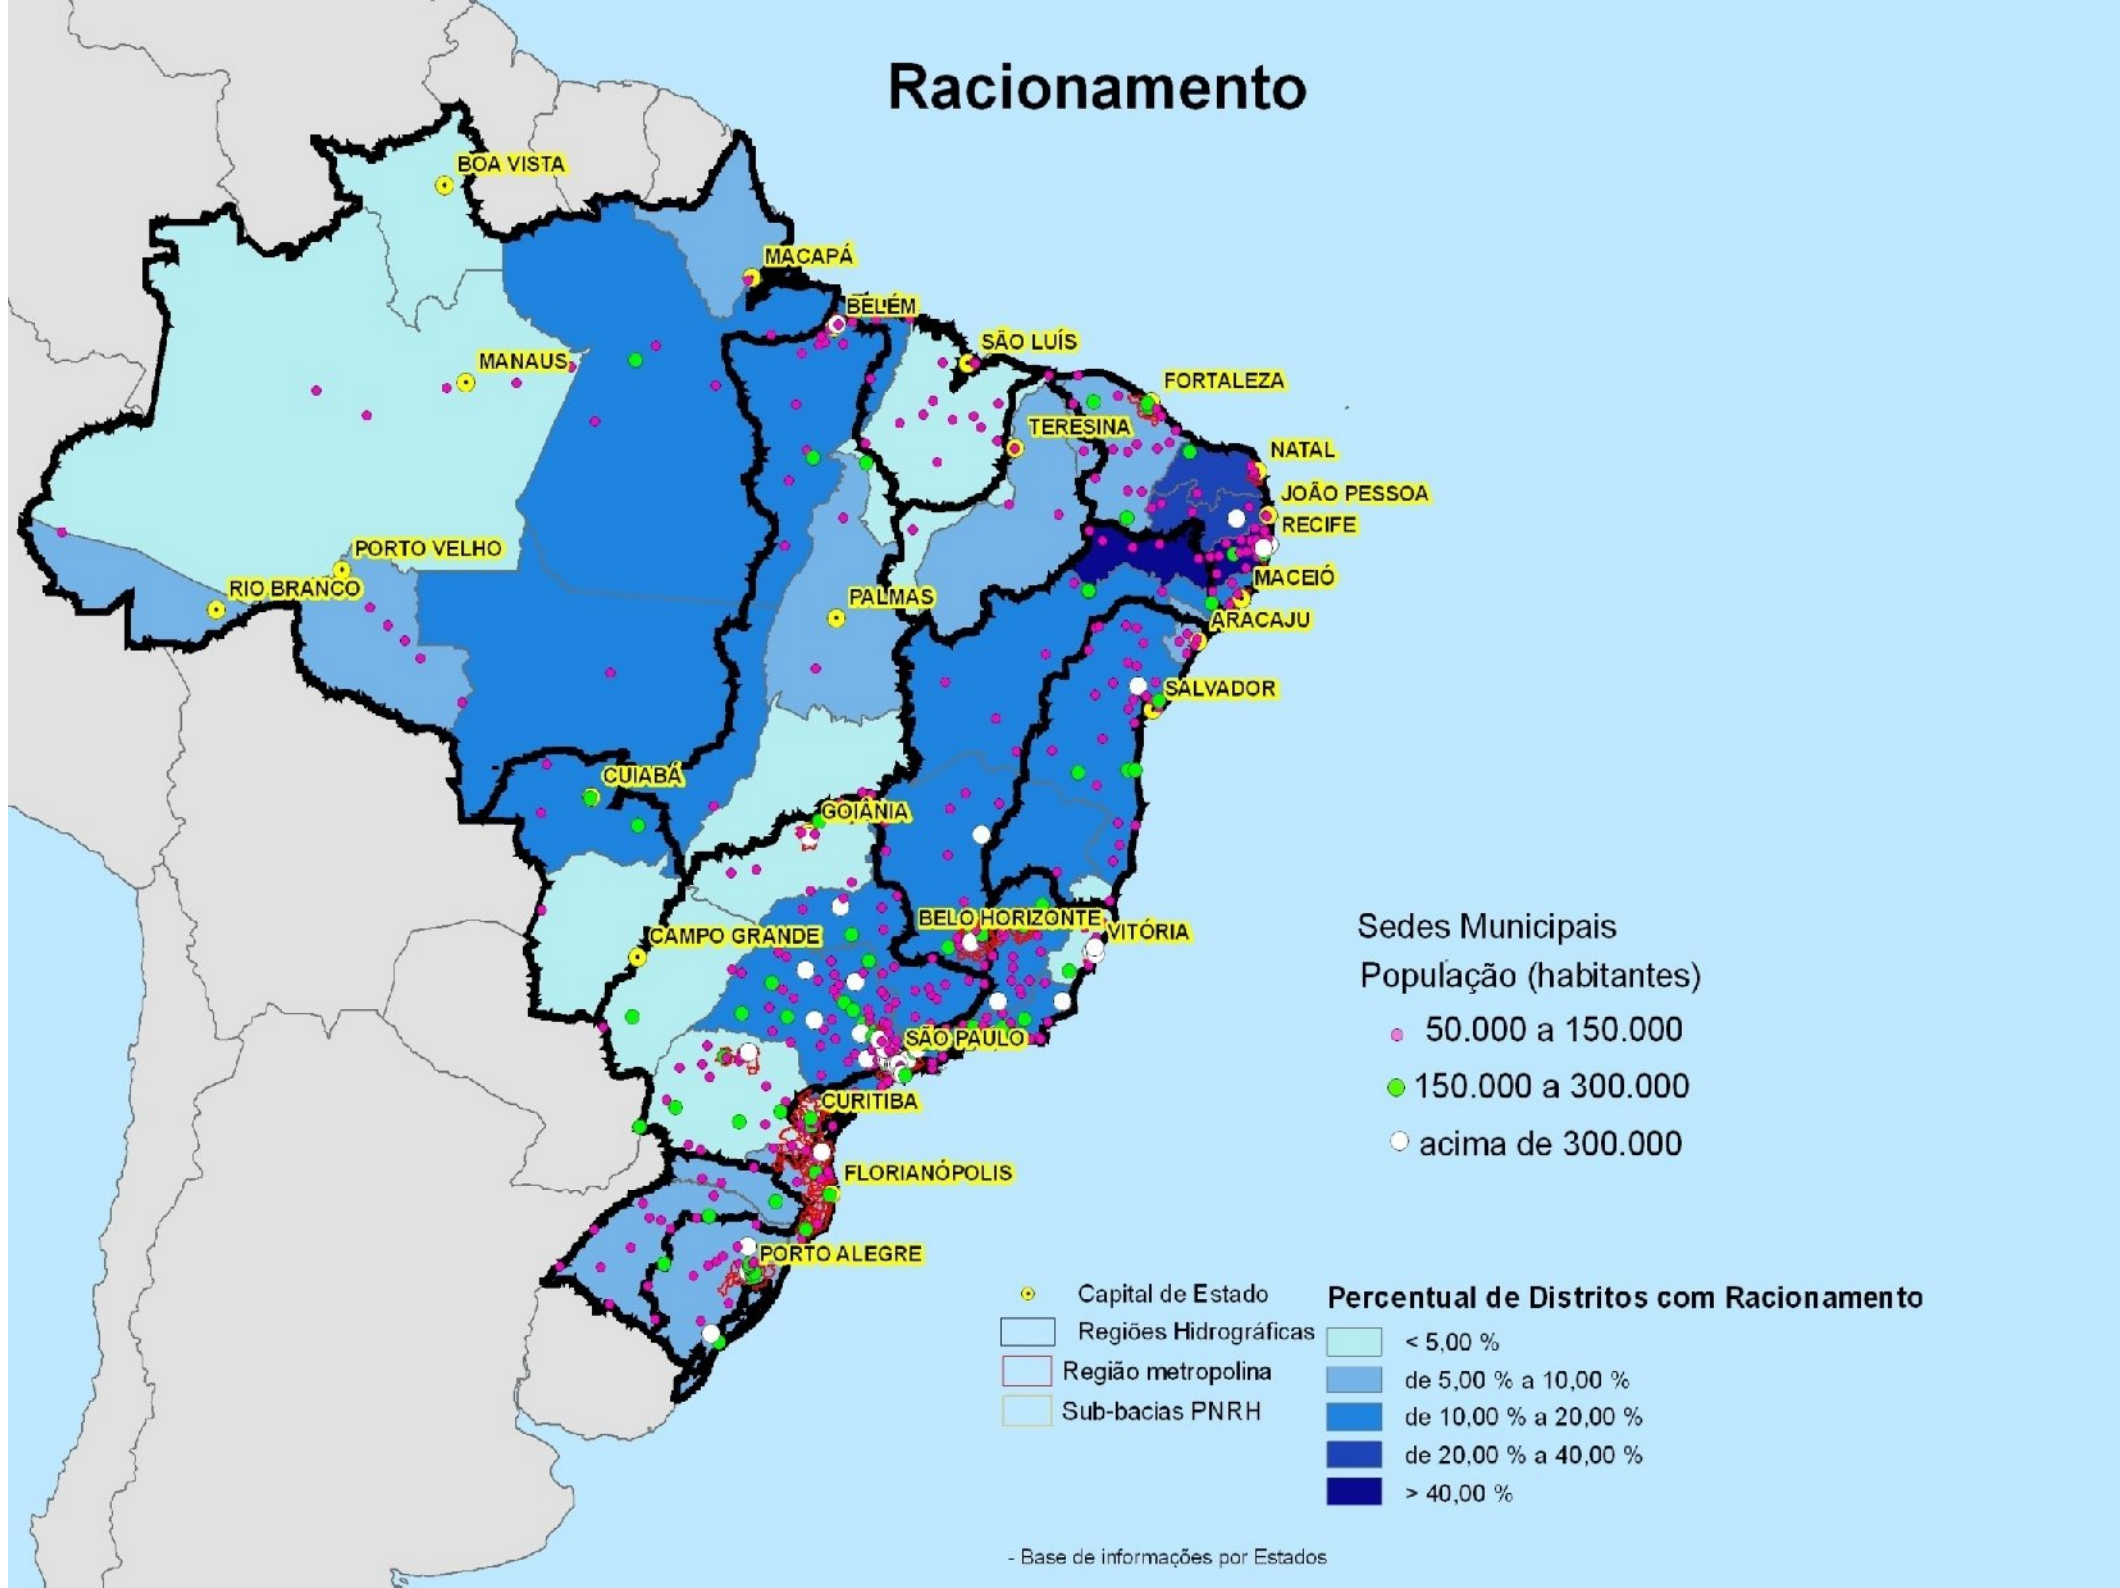 Racionamento
BOA VISTA
MACAPÁ
BELÉM
SÃO LUÍS
MANAUS
FORTALEZA
TERESINA
NATAL
JOÃO PESSOA
RECIFE
PORTO VELHO
MACEIÓ
RIO BRANCO
PALMAS
ARACAJU
SALVADOR
CUIABÁ
GOIÂNIA
BELO HORIZONTE
VITÓRIA
CAMPO GRANDE
SÃO PAULO
CURITIBA
FLORIANÓPOLIS
PORTO ALEGRE
Sedes Municipais
População (habitantes)
50.000 a 150.000
150.000 a 300.000
acima de 300.000
Capital de Estado
Regiões Hidrográficas
Região metropolina
Sub-bacias PNRH
Percentual de Distritos com Racionamento
< 5,00 %
de 5,00 % a 10,00 %
de 10,00 % a 20,00 %
de 20,00 % a 40,00 %
> 40,00 %
- Base de informações por Estados